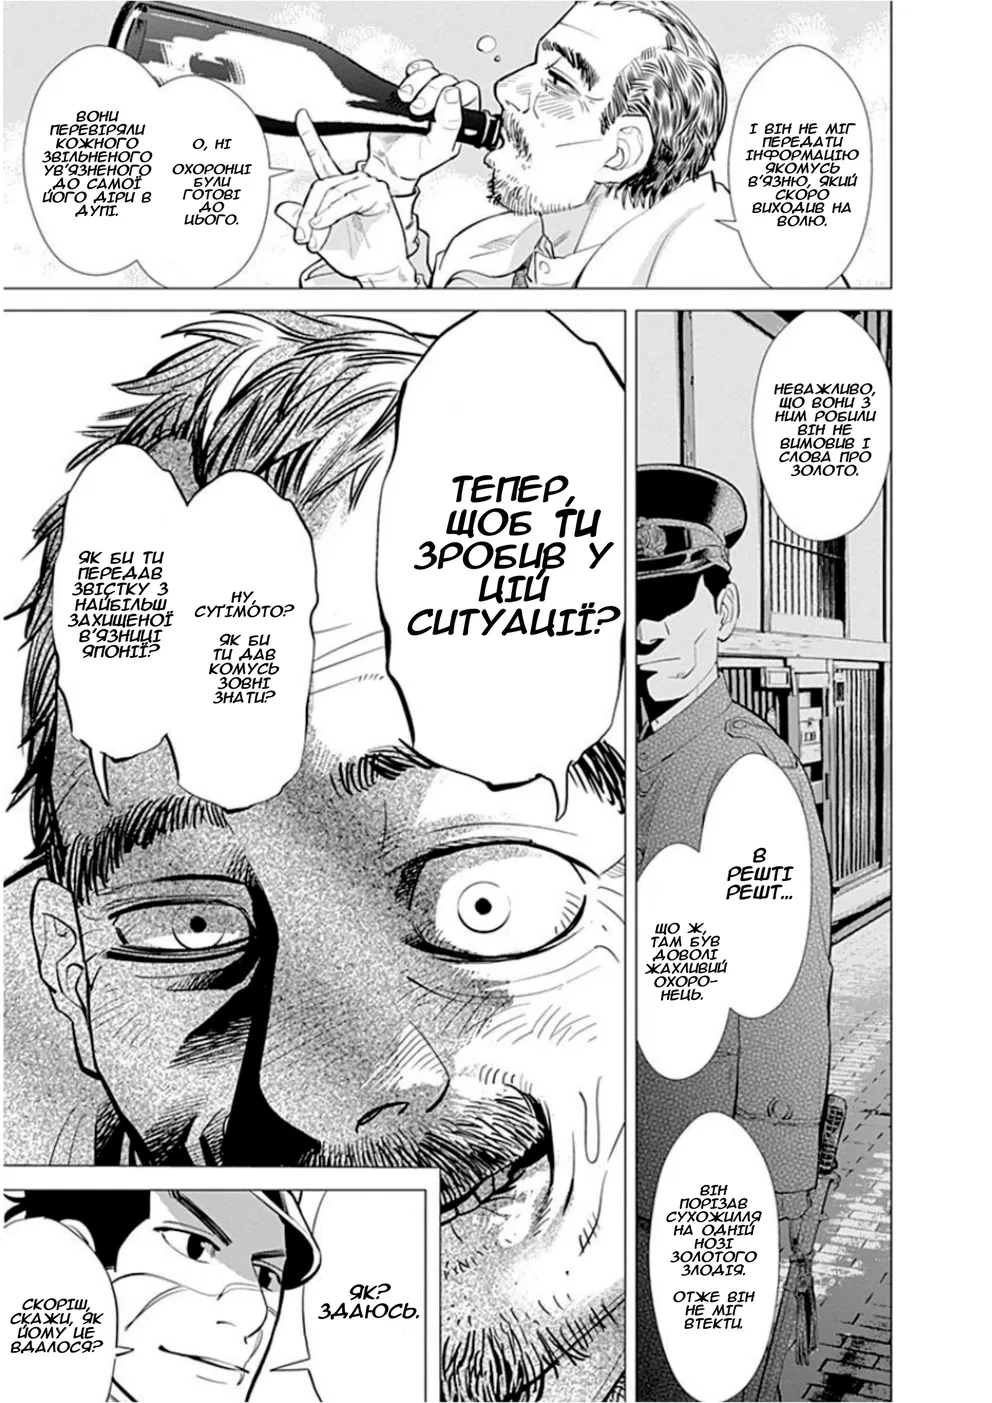 І ВІН НЕ МІГ
ПЕРЕДАТИ
ІНФОРМАЦІЮ
ЯКОМУСЬ
В'ЯЗНЮ, ЯКИЙ
СКОРО
ВИХОДИВ НА
ВОЛЮ.
О, НІ
ОХОРОНЦІ
БУЛИ
ГОТОВІ
ДО
ЦЬОГО.
ВОНИ
ПЕРЕВІРЯЛИ
КОЖНОГО
ЗВІЛЬНЕНОГО
УВ'ЯЗНЕНОГО
ДО САМОЇ
ЙОГО ДІРИ В
ДУПІ.
НЕВАЖЛИВО,
ЩО ВОНИ З
НИМ РОБИЛИ
ВІН НЕ
ВИМОВИВ І
СЛОВА ПРО
ЗОЛОТО.
В
РЕШТІ
РЕШТ...
ЩО Ж,
ТАМ БУВ
ДОВОЛІ
ЖАХЛИВИЙ
ОХОРО-
НЕЦЬ.
ВІН
ПОРІЗАВ
СУХОЖИЛЛЯ
НА ОДНІЙ
НОЗІ
ЗОЛОТОГО
ЗЛОДІЯ.
ОТЖЕ ВІН
НЕ МІГ
ВТЕКТИ.
ТЕПЕР,
ЩОБ ТИ
ЗРОБИВ У
ЦІЙ
СИТУАЦІЇ?
НУ,
СУҐІМОТО?
ЯК БИ
ТИ ДАВ
КОМУСЬ
ЗОВНІ
ЗНАТИ?
ЯК БИ ТИ
ПЕРЕДАВ
ЗВІСТКУ З
НАЙБІЛЬШ
ЗАХИЩЕНОЇ
В'ЯЗНИЦІ
ЯПОНІЇ?
ЯК?
ЗДАЮСЬ.
СКОРІШ,
СКАЖИ, ЯК
ЙОМУ ЦЕ
ВДАЛОСЯ?